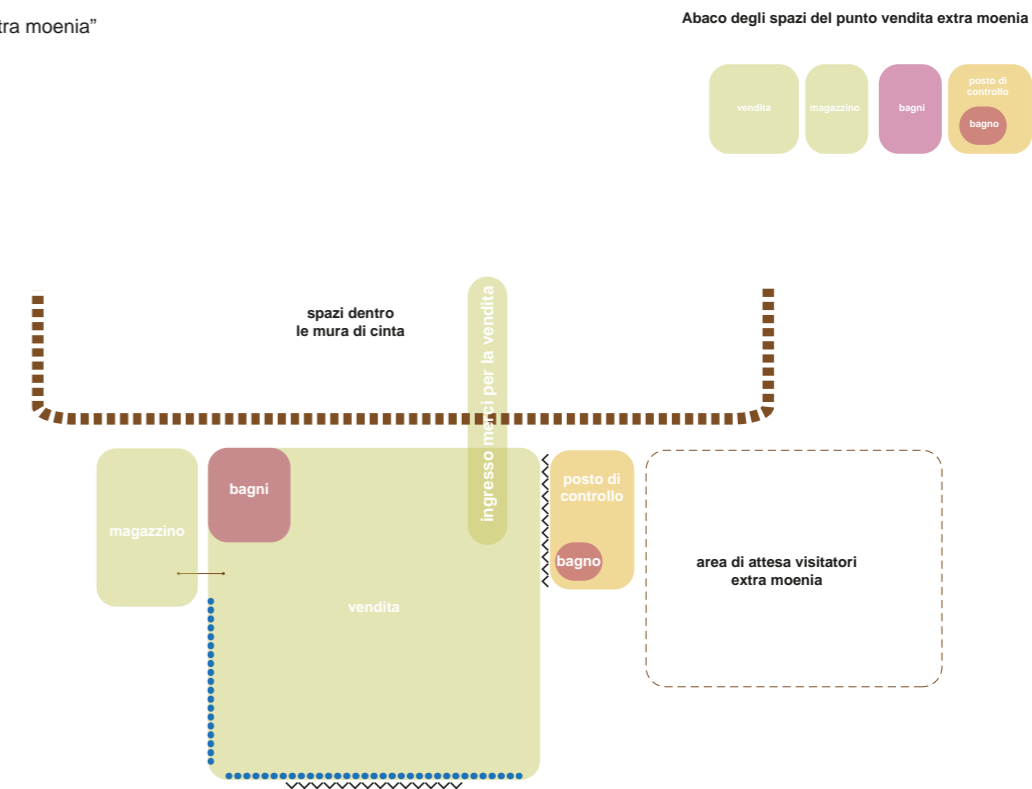 tra moenia”
Abaco degli spazi del punto vendita extra moenia
vendita
magazzino
bagni
posto di
controllo
bagno
spazi dentro
le mura di cinta
ingresso merci per la vendita
magazzino
bagni
vendita
posto di
controllo
bagno
area di attesa visitatori
extra moenia